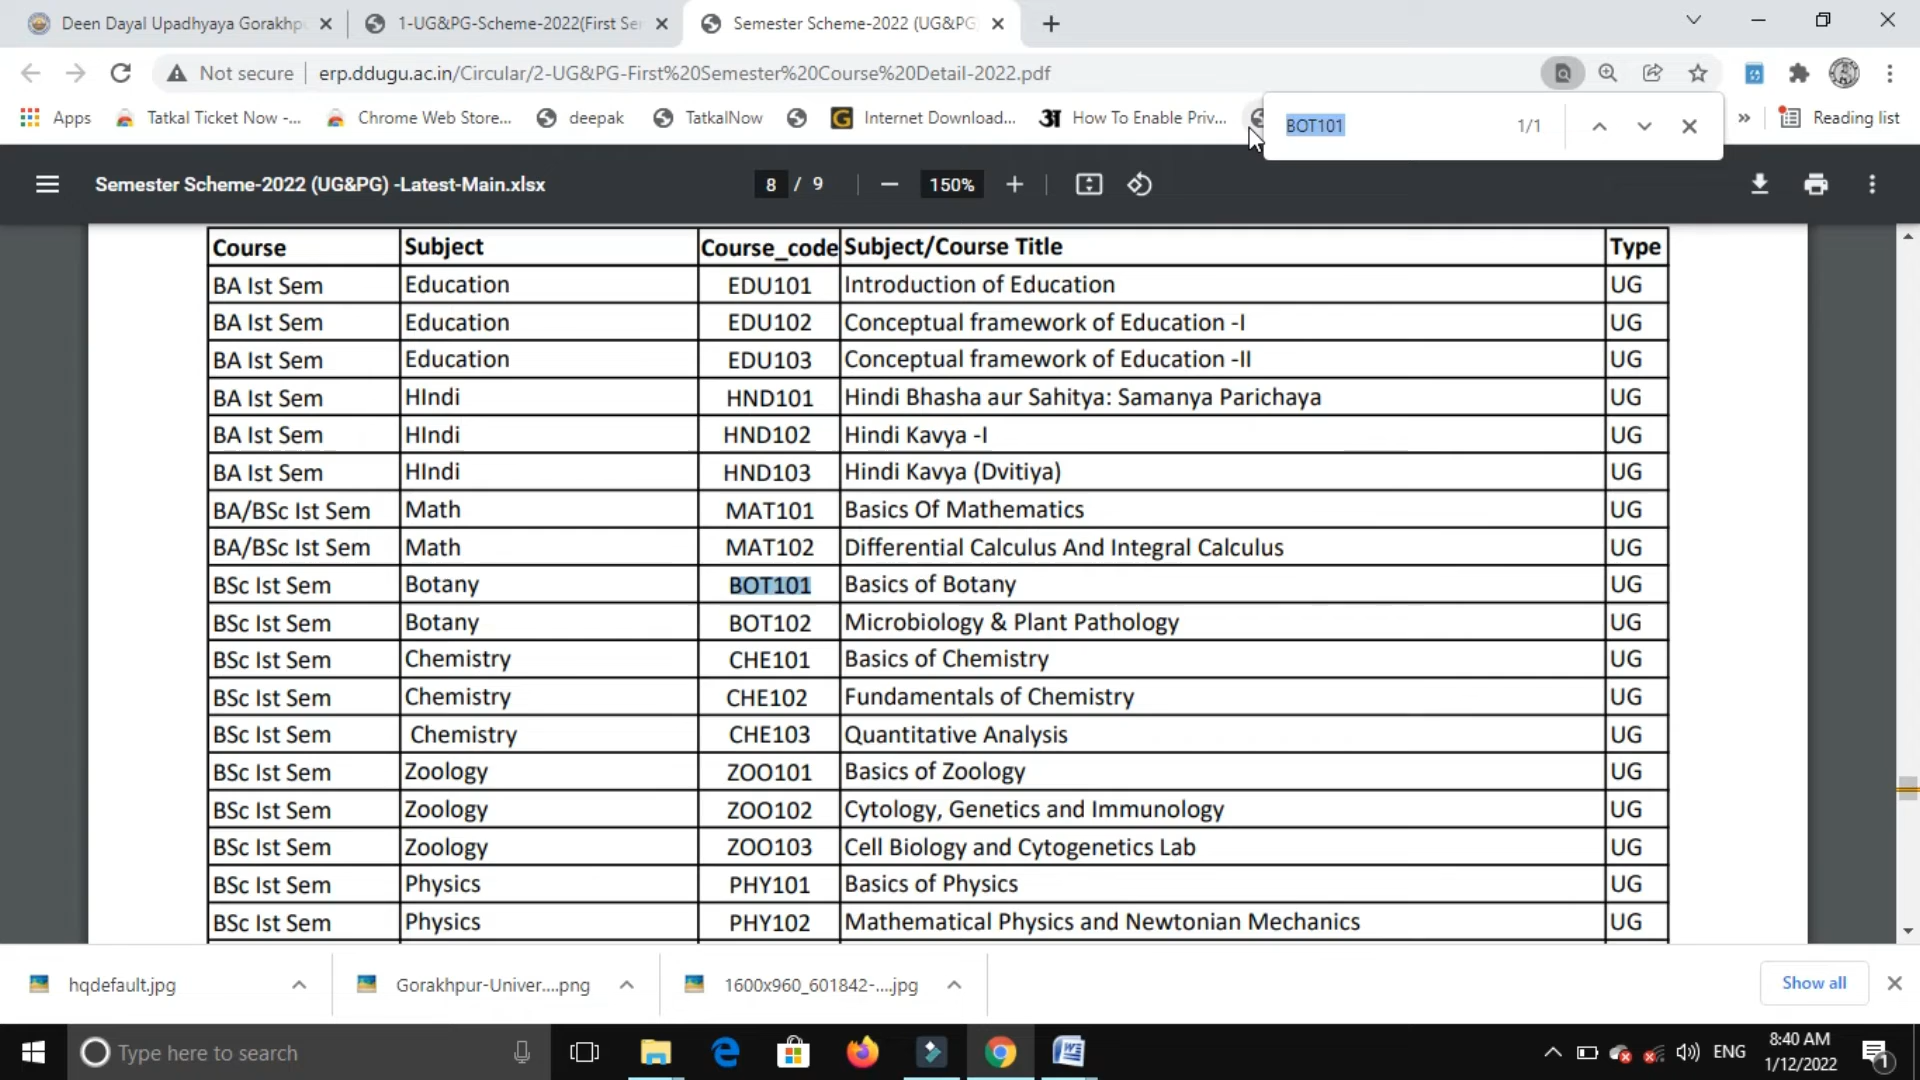 Deen Dayal Upadhyaya Gorakhp
1-UG&PG-Scheme-2022(First Se
Semester Scheme-2022 (UG&PG
Not secure
erp.ddugu.ac.in/Circular/2-UG&PG-First%20Semester%20Course%20Detail-2022.pdf
Apps
Tatkal Ticket Now -...
Chrome Web Store...
deepak
TatkalNow
Internet Download...
How To Enable Priv...
»
Reading list
BOT101
1/1
Semester Scheme-2022 (UG&PG) -Latest-Main.xlsx
8 / 9
150%
Course Subject Course_code Subject/Course Title Type
BA Ist Sem Education EDU101 Introduction of Education UG
BA Ist Sem Education EDU102 Conceptual framework of Education -I UG
BA Ist Sem Education EDU103 Conceptual framework of Education -II UG
BA Ist Sem HIndi HND101 Hindi Bhasha aur Sahitya: Samanya Parichaya UG
BA Ist Sem HIndi HND102 Hindi Kavya -I UG
BA Ist Sem HIndi HND103 Hindi Kavya (Dvitiya) UG
BA/BSc Ist Sem Math MAT101 Basics Of Mathematics UG
BA/BSc Ist Sem Math MAT102 Differential Calculus And Integral Calculus UG
BSc Ist Sem Botany BOT101 Basics of Botany UG
BSc Ist Sem Botany BOT102 Microbiology & Plant Pathology UG
BSc Ist Sem Chemistry CHE101 Basics of Chemistry UG
BSc Ist Sem Chemistry CHE102 Fundamentals of Chemistry UG
BSc Ist Sem Chemistry CHE103 Quantitative Analysis UG
BSc Ist Sem Zoology ZOO101 Basics of Zoology UG
BSc Ist Sem Zoology ZOO102 Cytology, Genetics and Immunology UG
BSc Ist Sem Zoology ZOO103 Cell Biology and Cytogenetics Lab UG
BSc Ist Sem Physics PHY101 Basics of Physics UG
BSc Ist Sem Physics PHY102 Mathematical Physics and Newtonian Mechanics UG
hqdefault.jpg
Gorakhpur-Univer....png
1600x960_601842-....jpg
Show all
Type here to search
ENG
8:40 AM
1/12/2022
1